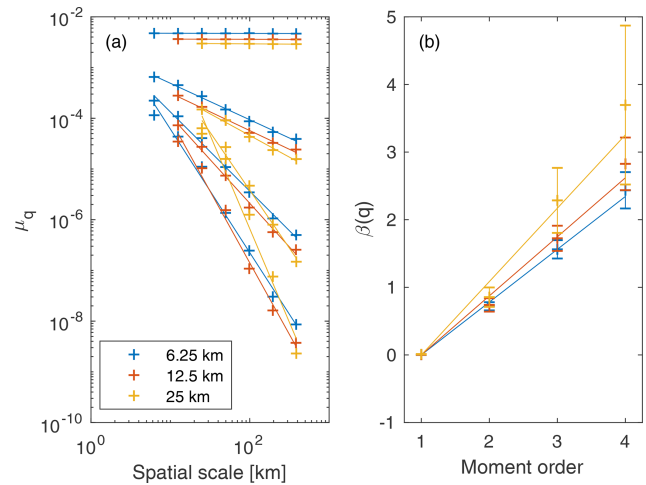 (a)
10^-2
10^-4
10^-6
10^-8
10^-10
μ_q
6.25 km
12.5 km
25 km
10^0
10^2
Spatial scale [km]
(b)
5
4
3
2
1
0
-1
β(q)
1
2
3
4
Moment order